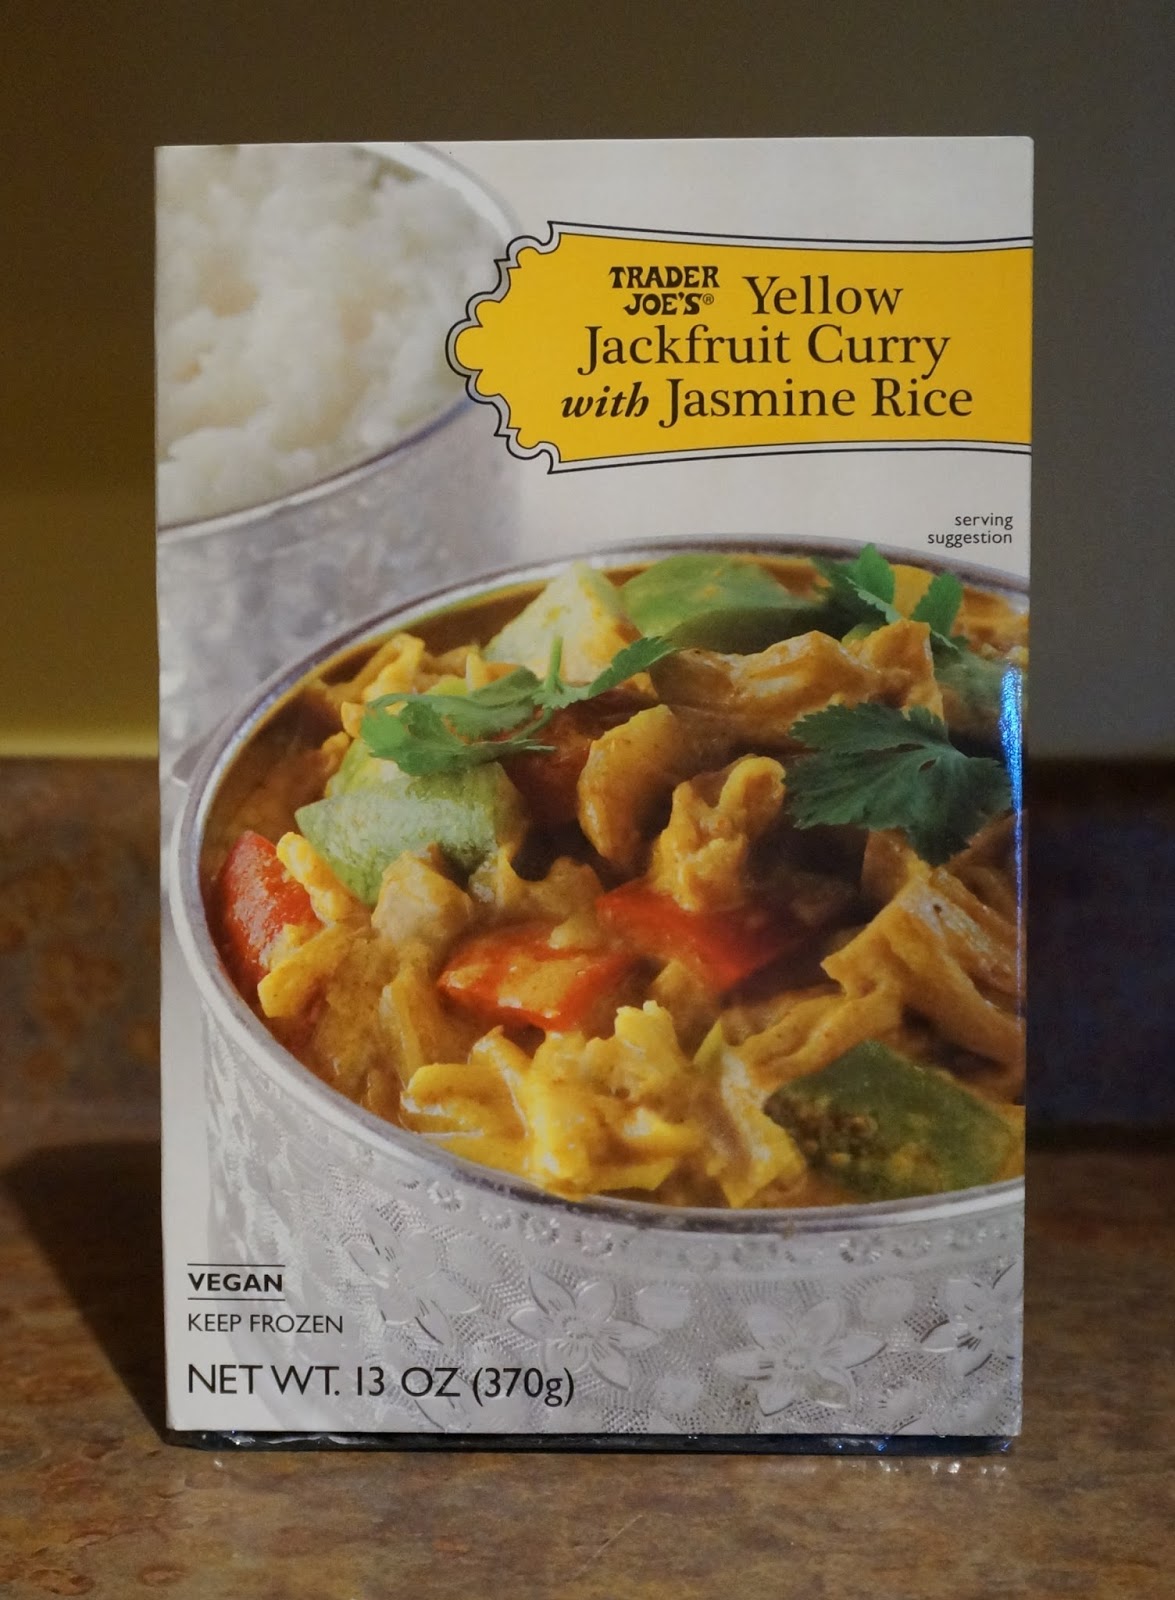 TRADER
JOE'S® Yellow
Jackfruit Curry
with Jasmine Rice
serving
suggestion
VEGAN
KEEP FROZEN
NET WT. 13 OZ (370g)